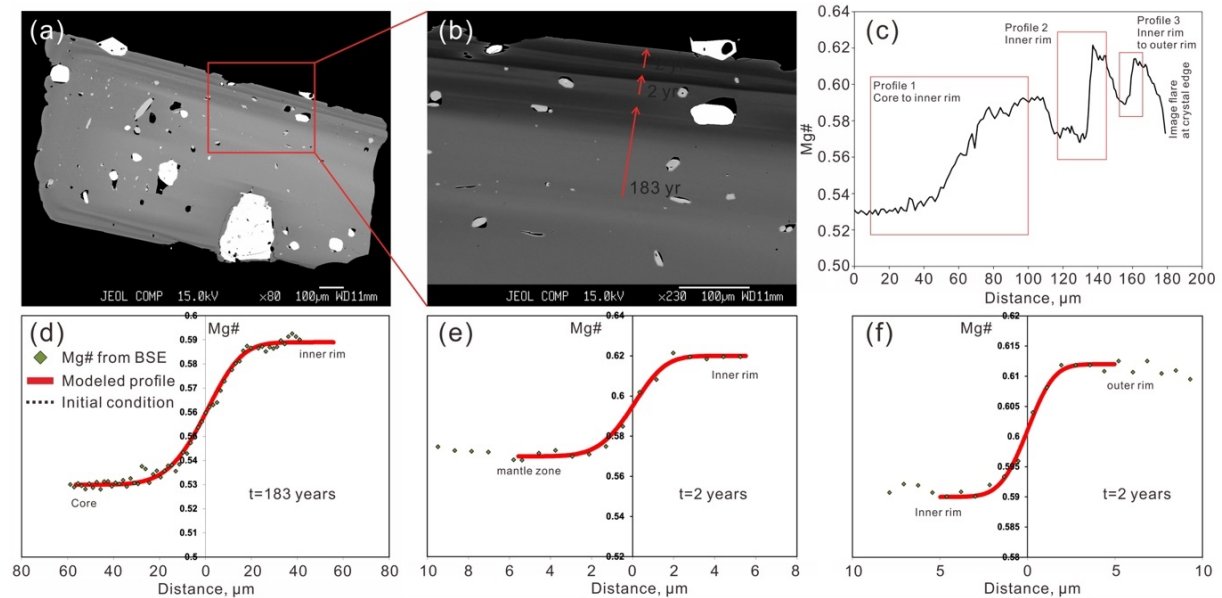 (a)
JEOL COMP 15.0kV ×80 100μm WD11mm
(b)
2 yr
183 yr
JEOL COMP 15.0kV ×230 100μm WD11mm
(c)
Mg#
0.64
0.62
0.60
0.58
0.56
0.54
0.52
0.50
Profile 1
Core to inner rim
Profile 2
Inner rim
Profile 3
Inner rim
to outer rim
Image flare
at crystal edge
0 20 40 60 80 100 120 140 160 180 200
Distance, μm
(d)
Mg#
0.6
0.59
0.58
0.57
0.56
0.55
0.54
0.53
0.52
0.51
0.5
Mg# from BSE
Modeled profile
Initial condition
inner rim
Core
t=183 years
80 60 40 20 0 20 40 60 80
Distance, μm
(e)
Mg#
0.64
0.62
0.6
0.58
0.56
0.54
0.52
Inner rim
mantle zone
t=2 years
10 8 6 4 2 0 2 4 6 8
Distance, μm
(f)
Mg#
0.62
0.615
0.61
0.605
0.6
0.595
0.59
0.585
0.58
outer rim
Inner rim
t=2 years
10 5 0 5 10
Distance, μm